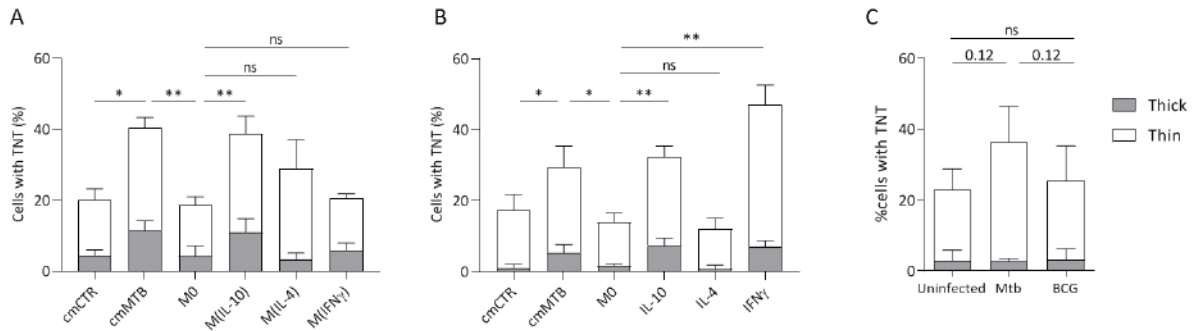 A
Cells with TNT (%)
60
40
20
0
ns
ns
*
**
**
cmCTR
cmMTB
M0
M(IL-10)
M(IL-4)
M(IFNγ)
B
Cells with TNT (%)
60
40
20
0
**
ns
*
*
**
cmCTR
cmMTB
M0
IL-10
IL-4
IFNγ
C
%cells with TNT
60
40
20
0
ns
0.12
0.12
Uninfected
Mtb
BCG
Thick
Thin